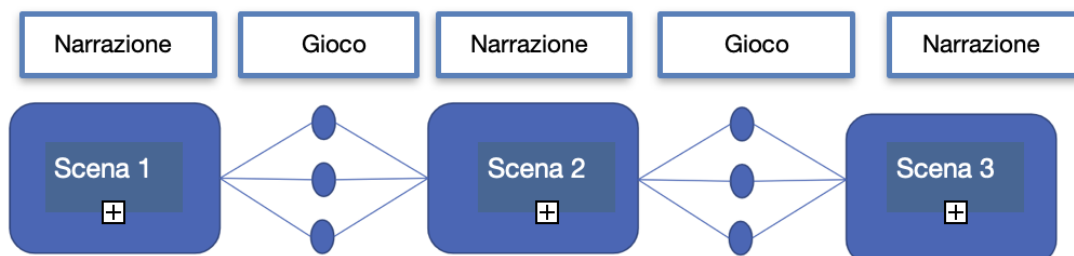 Narrazione
Gioco
Narrazione
Gioco
Narrazione
Scena 1
Scena 2
Scena 3